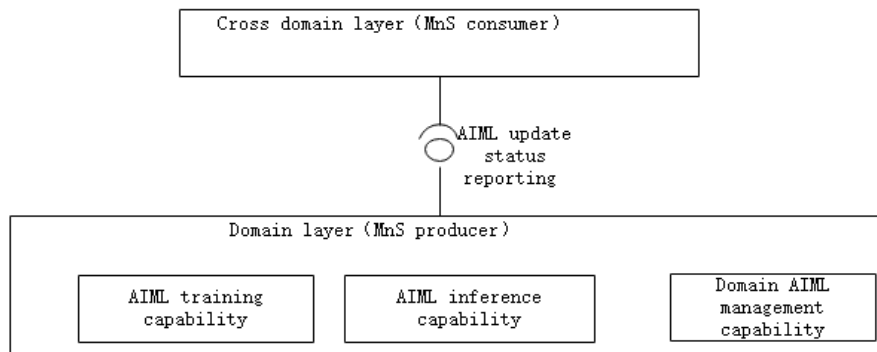 Cross domain layer (MnS consumer)
AIML update
status
reporting
Domain layer (MnS producer)
AIML training
capability
AIML inference
capability
Domain AIML
management
capability